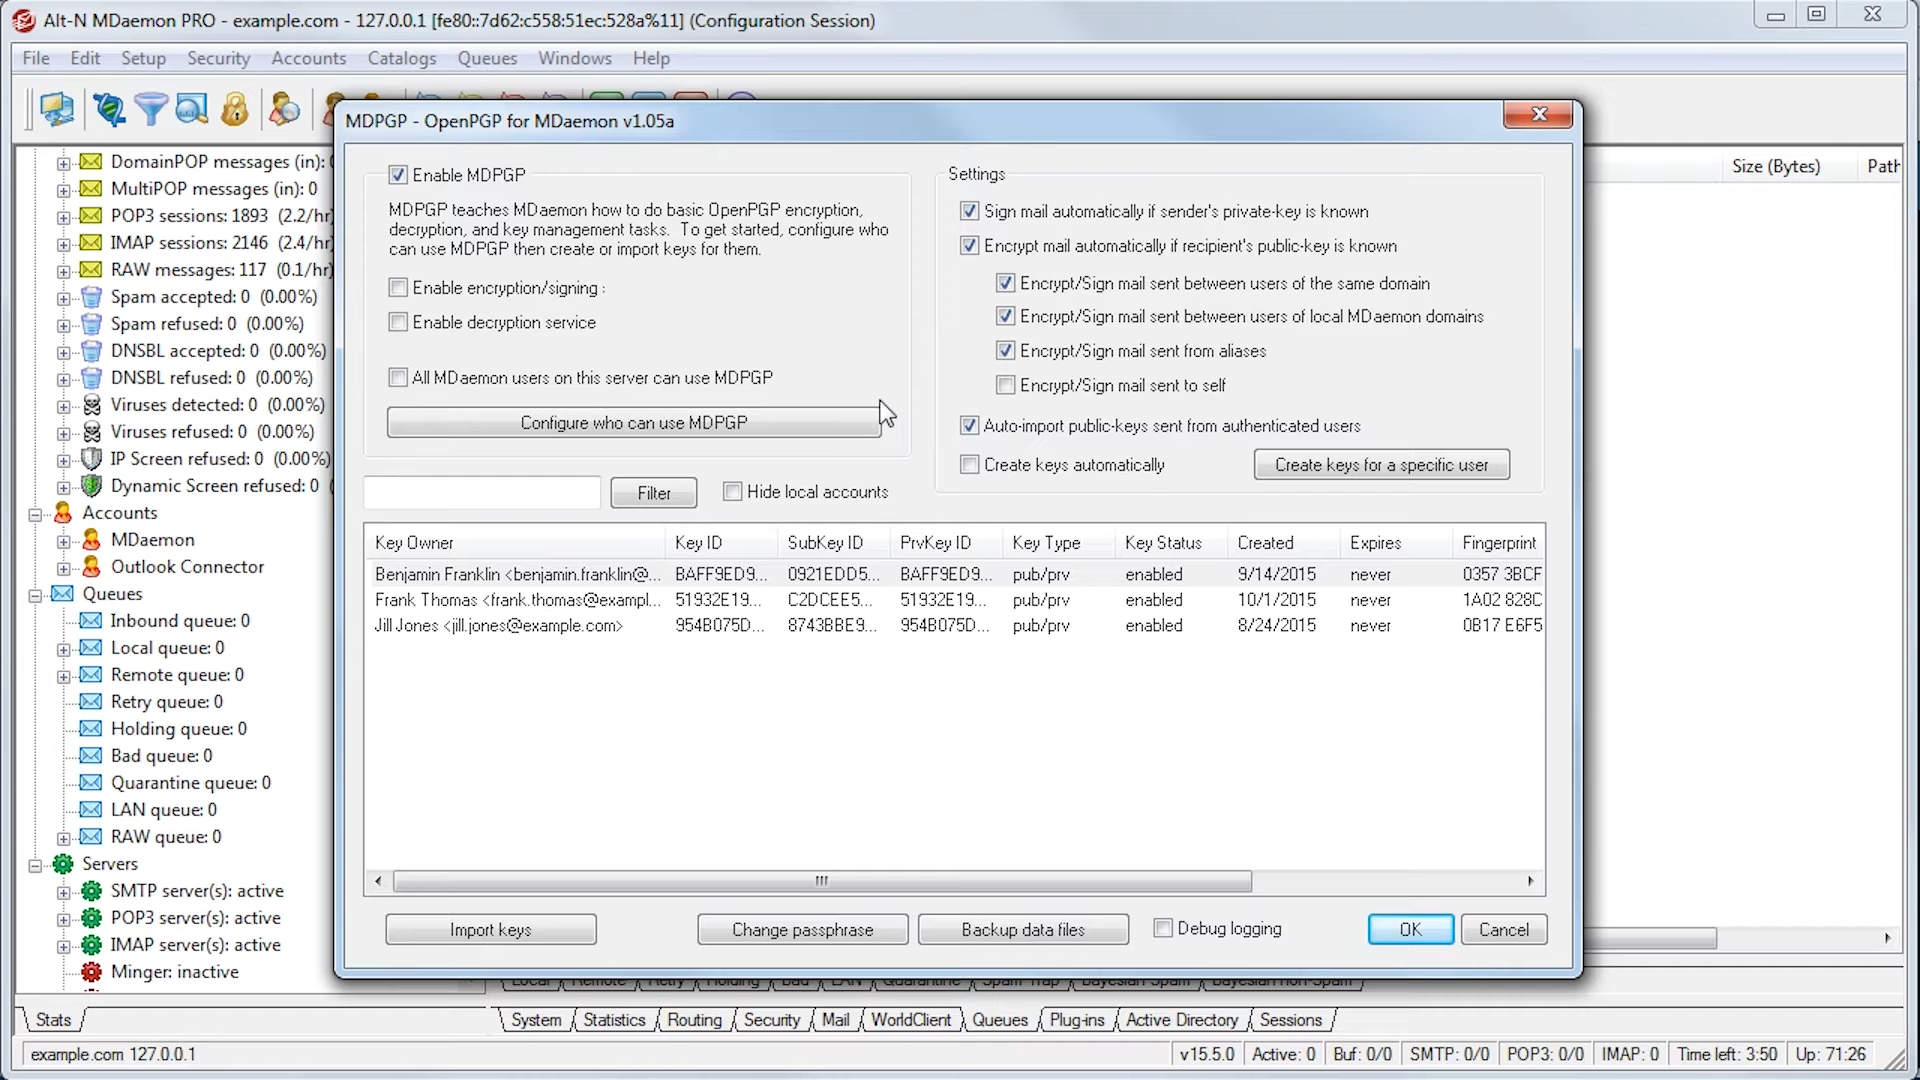 Alt-N MDaemon PRO - example.com - 127.0.0.1 [fe80::7d62:c558:51ec:528a%11] (Configuration Session)
File Edit Setup Security Accounts Catalogs Queues Windows Help
MDPGP - OpenPGP for MDaemon v1.05a
Size (Bytes) Path
DomainPOP messages (in):
MultiPOP messages (in): 0
POP3 sessions: 1893 (2.2/hr)
IMAP sessions: 2146 (2.4/hr)
RAW messages: 117 (0.1/hr)
Spam accepted: 0 (0.00%)
Spam refused: 0 (0.00%)
DNSBL accepted: 0 (0.00%)
DNSBL refused: 0 (0.00%)
Viruses detected: 0 (0.00%)
Viruses refused: 0 (0.00%)
IP Screen refused: 0 (0.00%)
Dynamic Screen refused: 0
Accounts
MDaemon
Outlook Connector
Queues
Inbound queue: 0
Local queue: 0
Remote queue: 0
Retry queue: 0
Holding queue: 0
Bad queue: 0
Quarantine queue: 0
LAN queue: 0
RAW queue: 0
Servers
SMTP server(s): active
POP3 server(s): active
IMAP server(s): active
Minger: inactive
Enable MDPGP
MDPGP teaches MDaemon how to do basic OpenPGP encryption,
decryption, and key management tasks. To get started, configure who
can use MDPGP then create or import keys for them.
Enable encryption/signing :
Enable decryption service
All MDaemon users on this server can use MDPGP
Configure who can use MDPGP
Settings
Sign mail automatically if sender's private-key is known
Encrypt mail automatically if recipient's public-key is known
Encrypt/Sign mail sent between users of the same domain
Encrypt/Sign mail sent between users of local MDaemon domains
Encrypt/Sign mail sent from aliases
Encrypt/Sign mail sent to self
Auto-import public-keys sent from authenticated users
Create keys automatically Create keys for a specific user
Filter Hide local accounts
Key Owner Key ID SubKey ID PrvKey ID Key Type Key Status Created Expires Fingerprint
Benjamin Franklin <benjamin.franklin@... BAFF9ED9... 0921EDD5... BAFF9ED9... pub/prv enabled 9/14/2015 never 0357 3BCF
Frank Thomas <frank.thomas@exampl... 51932E19... C2DCEE5... 51932E19... pub/prv enabled 10/1/2015 never 1A02 828C
Jill Jones <jill.jones@example.com> 954B075D... 8743BBE9... 954B075D... pub/prv enabled 8/24/2015 never 0B17 E6F5
Import keys Change passphrase Backup data files Debug logging OK Cancel
Local Remote Retry Holding Bad LAN Quarantine Spam Trap Bayesian Spam Bayesian Non-Spam
Stats System Statistics Routing Security Mail WorldClient Queues Plug-ins Active Directory Sessions
example.com 127.0.0.1 v15.5.0 Active: 0 Buf: 0/0 SMTP: 0/0 POP3: 0/0 IMAP: 0 Time left: 3:50 Up: 71:26